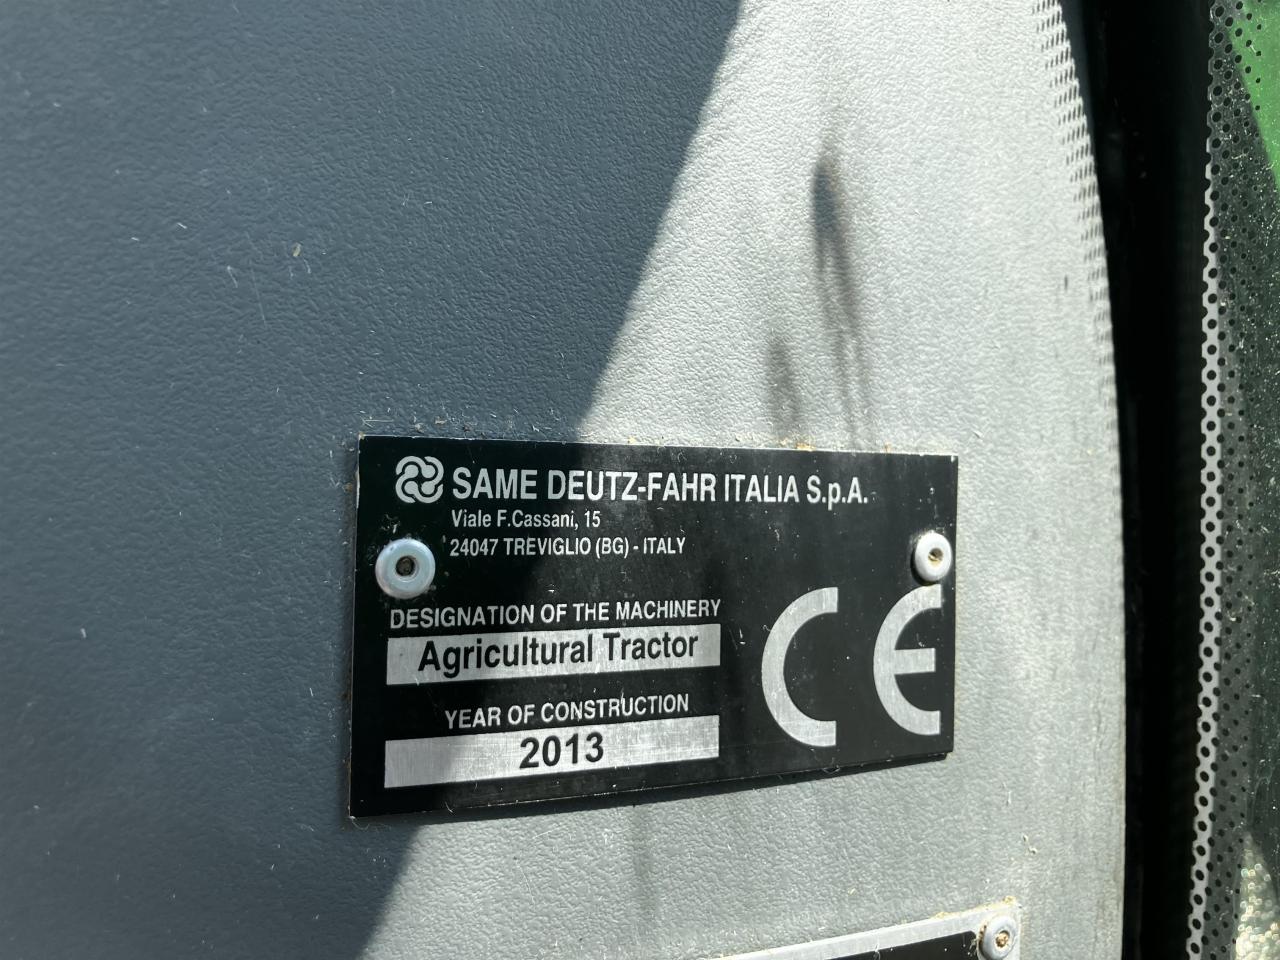 SAME DEUTZ-FAHR ITALIA S.p.A.
Viale F.Cassani, 15
24047 TREVIGLIO (BG) - ITALY
DESIGNATION OF THE MACHINERY
Agricultural Tractor
YEAR OF CONSTRUCTION
2013
CE